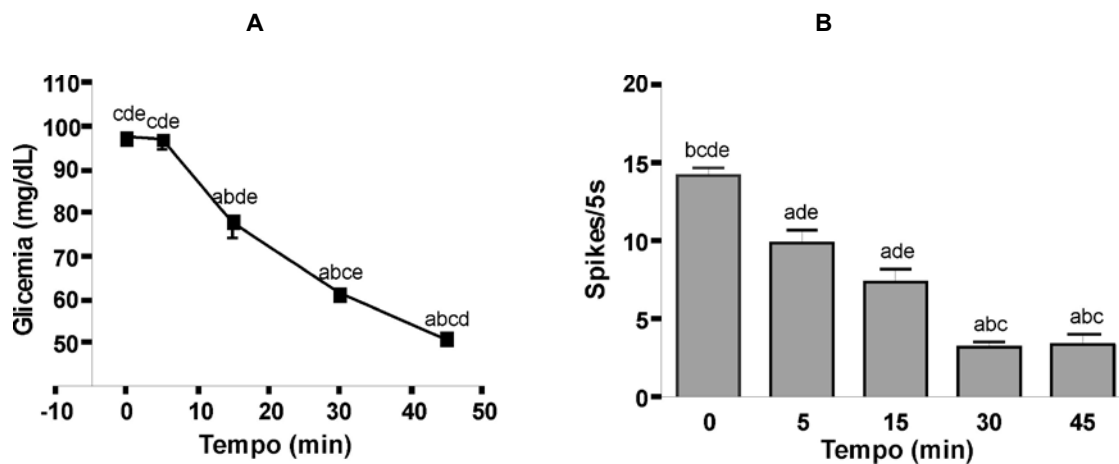 A
Glicemia (mg/dL)
110
100
90
80
70
60
50
cde
cde
abde
abce
abcd
-10
0
10
20
30
40
50
Tempo (min)
B
Spikes/5s
20
15
10
5
0
bcde
ade
ade
abc
abc
0
5
15
30
45
Tempo (min)